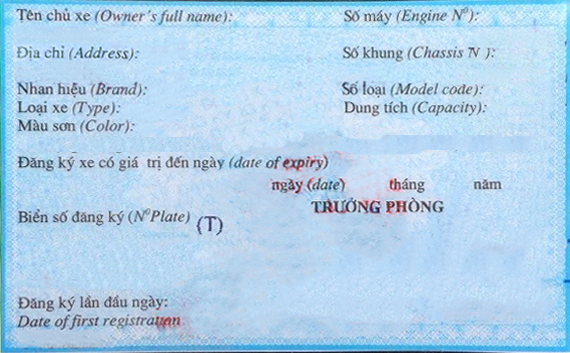 Tên chủ xe (Owner's full name): Số máy (Engine Nº):
Địa chỉ (Address): Số khung (Chassis N ):
Nhan hiệu (Brand): Số loại (Model code):
Loại xe (Type): Dung tích (Capacity):
Màu sơn (Color):
Đăng ký xe có giá trị đến ngày (date of expiry)
ngày (date) tháng năm
Biển số đăng ký (NºPlate) (T) TRƯỞNG PHÒNG
Đăng ký lần đầu ngày:
Date of first registration